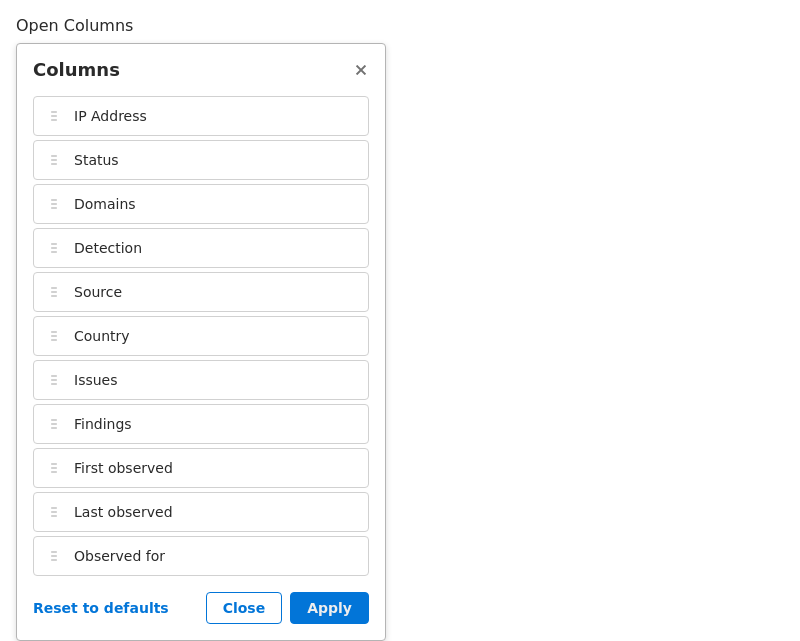 Open Columns
Columns
IP Address
Status
Domains
Detection
Source
Country
Issues
Findings
First observed
Last observed
Observed for
Reset to defaults Close Apply